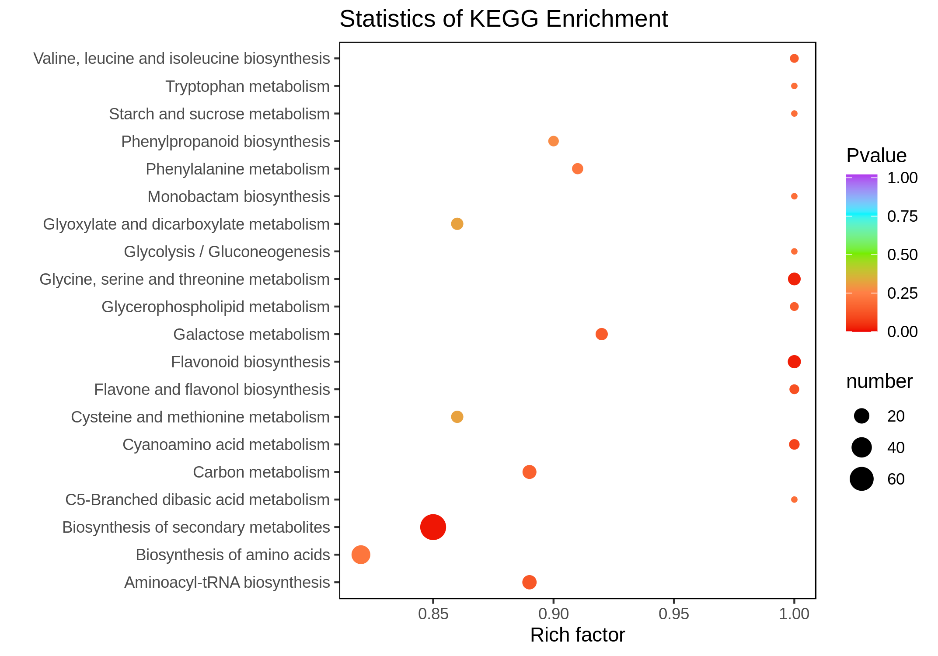 Statistics of KEGG Enrichment
Valine, leucine and isoleucine biosynthesis
Tryptophan metabolism
Starch and sucrose metabolism
Phenylpropanoid biosynthesis
Phenylalanine metabolism
Monobactam biosynthesis
Glyoxylate and dicarboxylate metabolism
Glycolysis / Gluconeogenesis
Glycine, serine and threonine metabolism
Glycerophospholipid metabolism
Galactose metabolism
Flavonoid biosynthesis
Flavone and flavonol biosynthesis
Cysteine and methionine metabolism
Cyanoamino acid metabolism
Carbon metabolism
C5-Branched dibasic acid metabolism
Biosynthesis of secondary metabolites
Biosynthesis of amino acids
Aminoacyl-tRNA biosynthesis
0.85 0.90 0.95 1.00
Rich factor
Pvalue
1.00
0.75
0.50
0.25
0.00
number
20
40
60